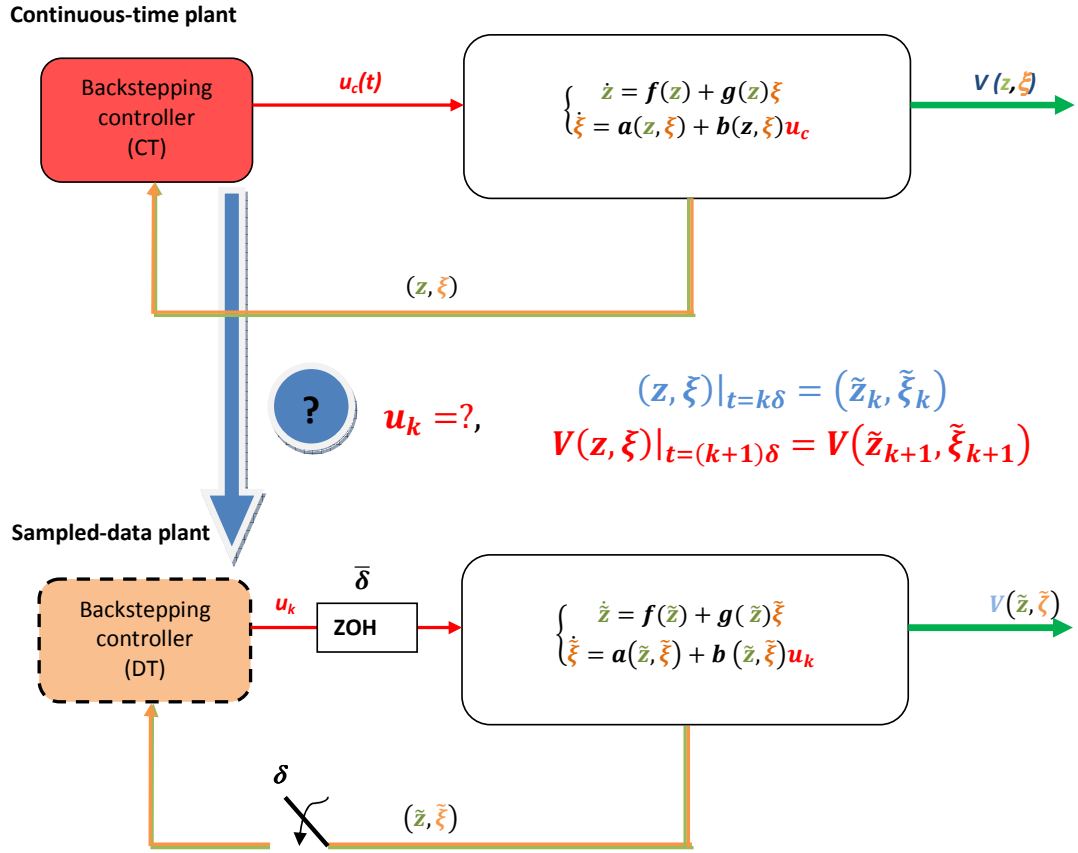 Continuous-time plant
Backstepping
controller
(CT)
u_c(t)
ż = f(z) + g(z)ξ
ξ̇ = a(z,ξ) + b(z,ξ)u_c
V (z,ξ)
(z,ξ)
?
u_k =?,
(z,ξ)|_{t=kδ} = (z̃_k, ξ̃_k)
V(z,ξ)|_{t=(k+1)δ} = V(z̃_{k+1}, ξ̃_{k+1})
Sampled-data plant
Backstepping
controller
(DT)
u_k
δ̅
ZOH
z̃̇ = f(z̃) + g( z̃)ξ̃
ξ̃̇ = a(z̃,ξ̃) + b (z̃,ξ̃)u_k
V(z̃,ζ̃)
δ
(z̃,ξ̃)